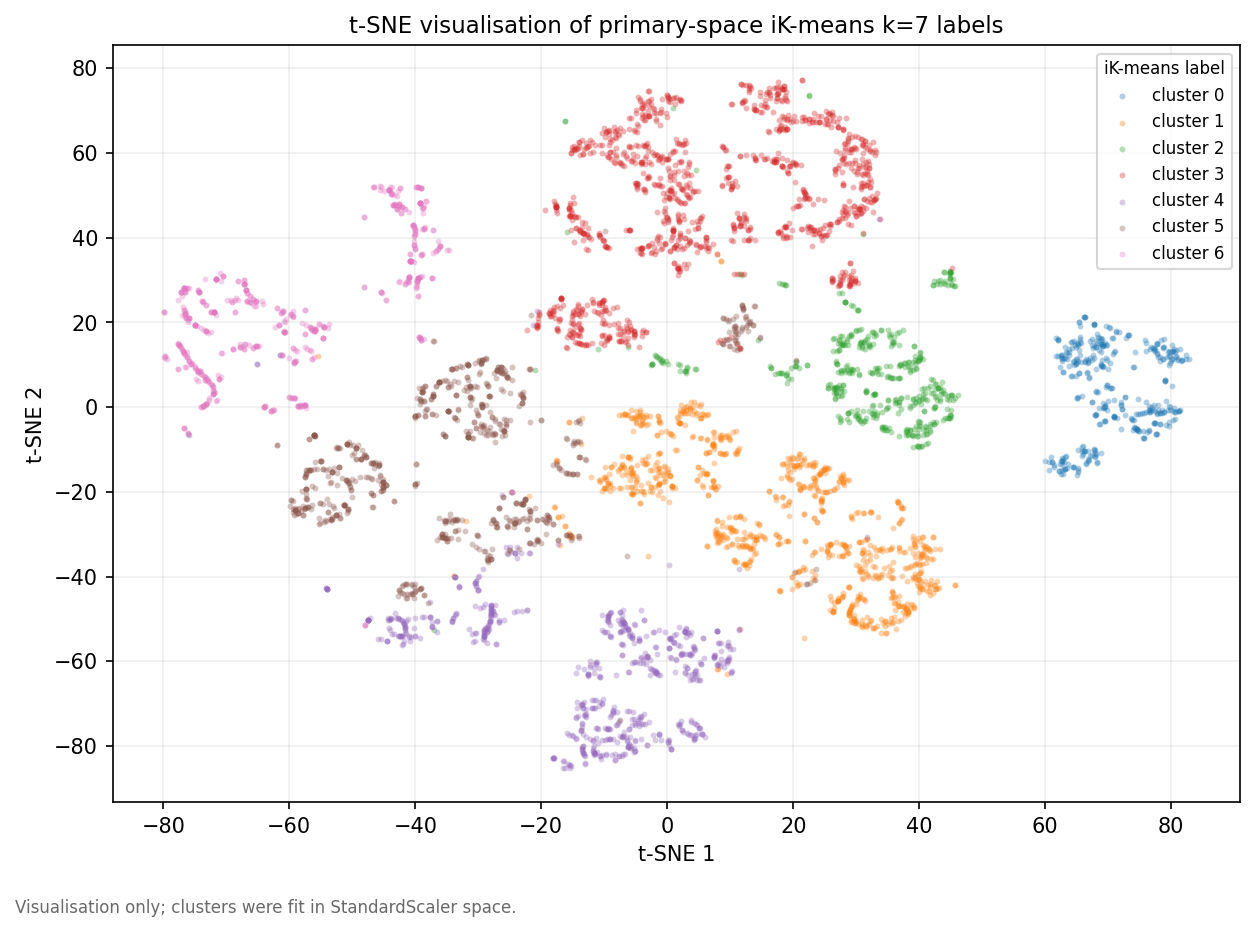 t-SNE visualisation of primary-space iK-means k=7 labels
iK-means label
cluster 0
cluster 1
cluster 2
cluster 3
cluster 4
cluster 5
cluster 6
80
60
40
20
0
−20
−40
−60
−80
t-SNE 2
−80 −60 −40 −20 0 20 40 60 80
t-SNE 1
Visualisation only; clusters were fit in StandardScaler space.